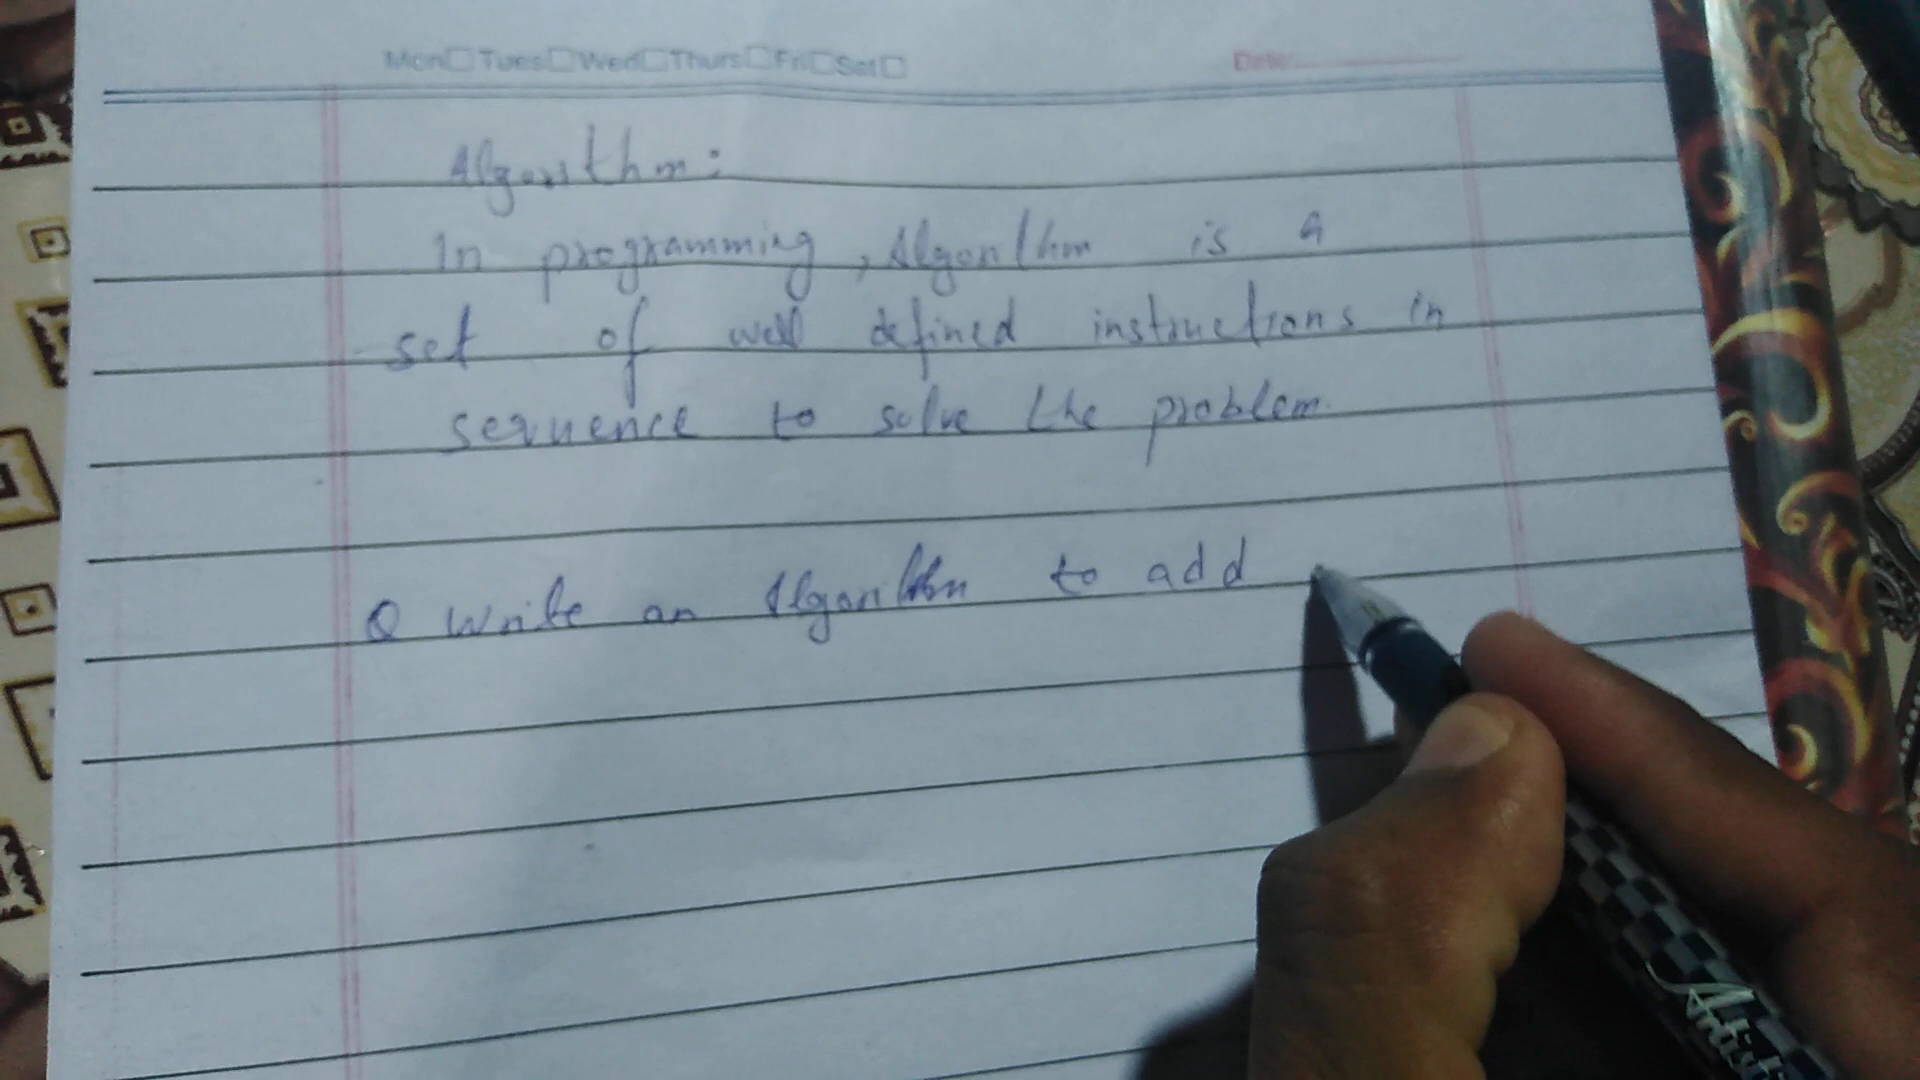 Mon☐Tues☐Wed☐Thurs☐Fri☐Sat☐ Date:
Algorithm:
In programming, Algorithm is a
set of well defined instructions in
sequence to solve the problem.
Q Write an Algorithm to add
Artist